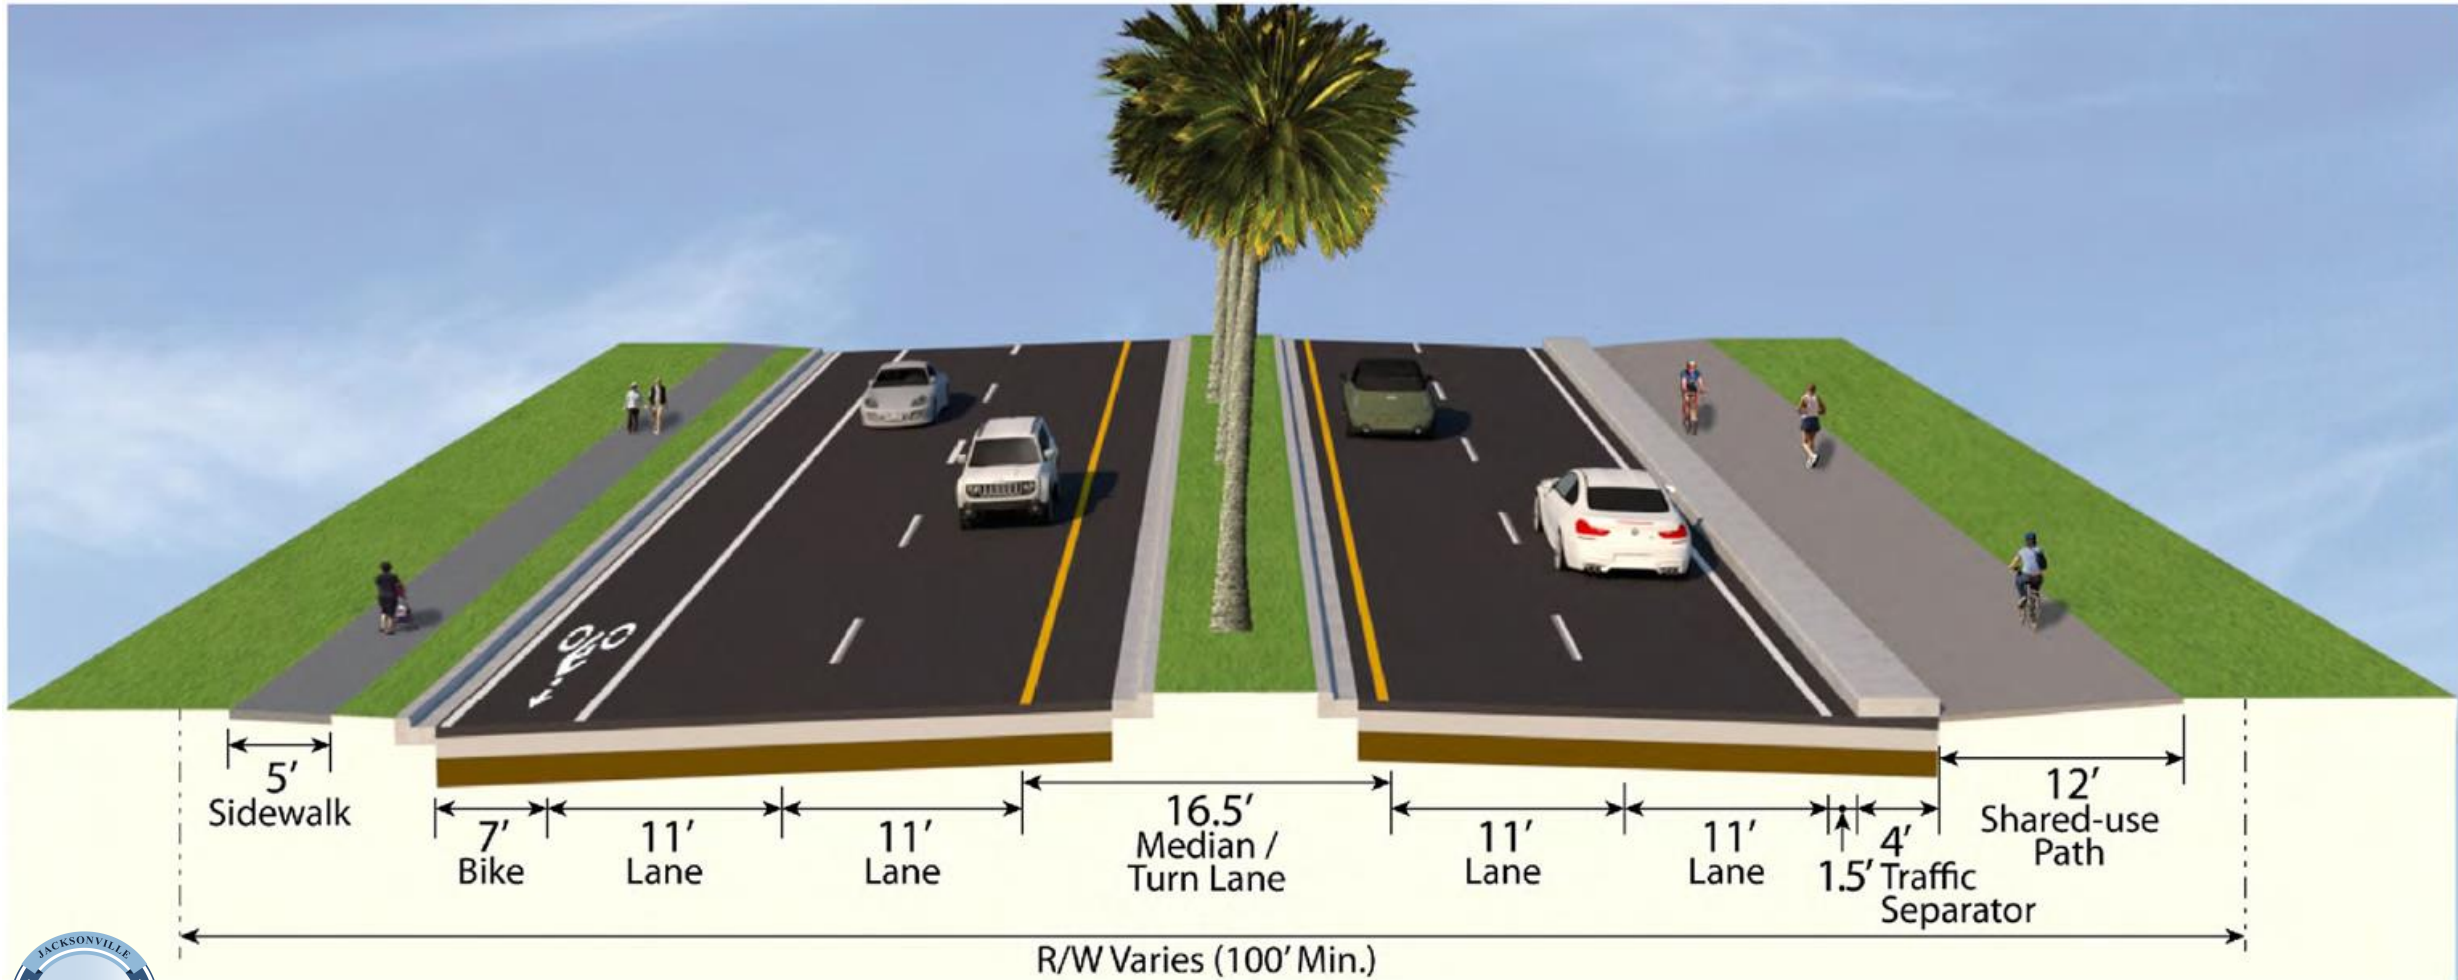 5′
Sidewalk
7′
Bike
11′
Lane
11′
Lane
16.5′
Median /
Turn Lane
11′
Lane
11′
Lane
1.5′
4′
Traffic
Separator
12′
Shared-use
Path
R/W Varies (100′ Min.)
JACKSONVILLE